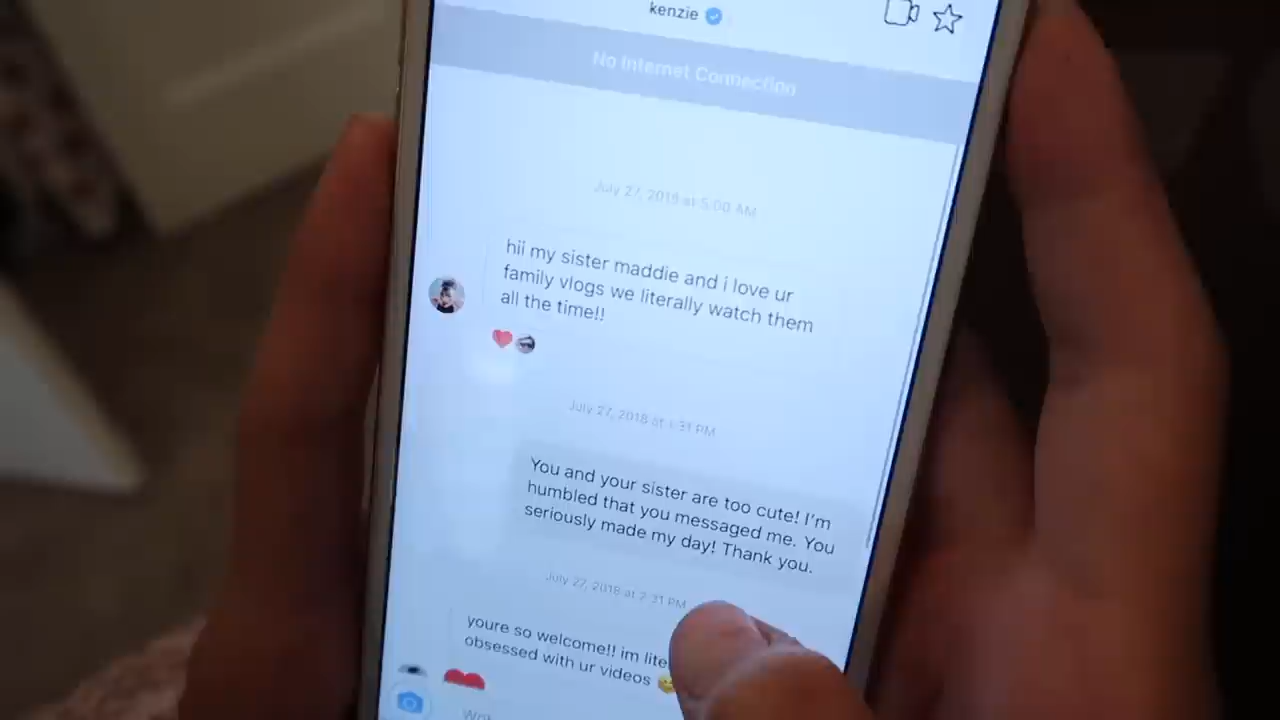 kenzie
No Internet Connection
July 27, 2018 at 5:00 AM
hii my sister maddie and i love ur
family vlogs we literally watch them
all the time!!
July 27, 2018 at 1:31 PM
You and your sister are too cute! I'm
humbled that you messaged me. You
seriously made my day! Thank you.
July 27, 2018 at 2:31 PM
youre so welcome!! im lite
obsessed with ur videos